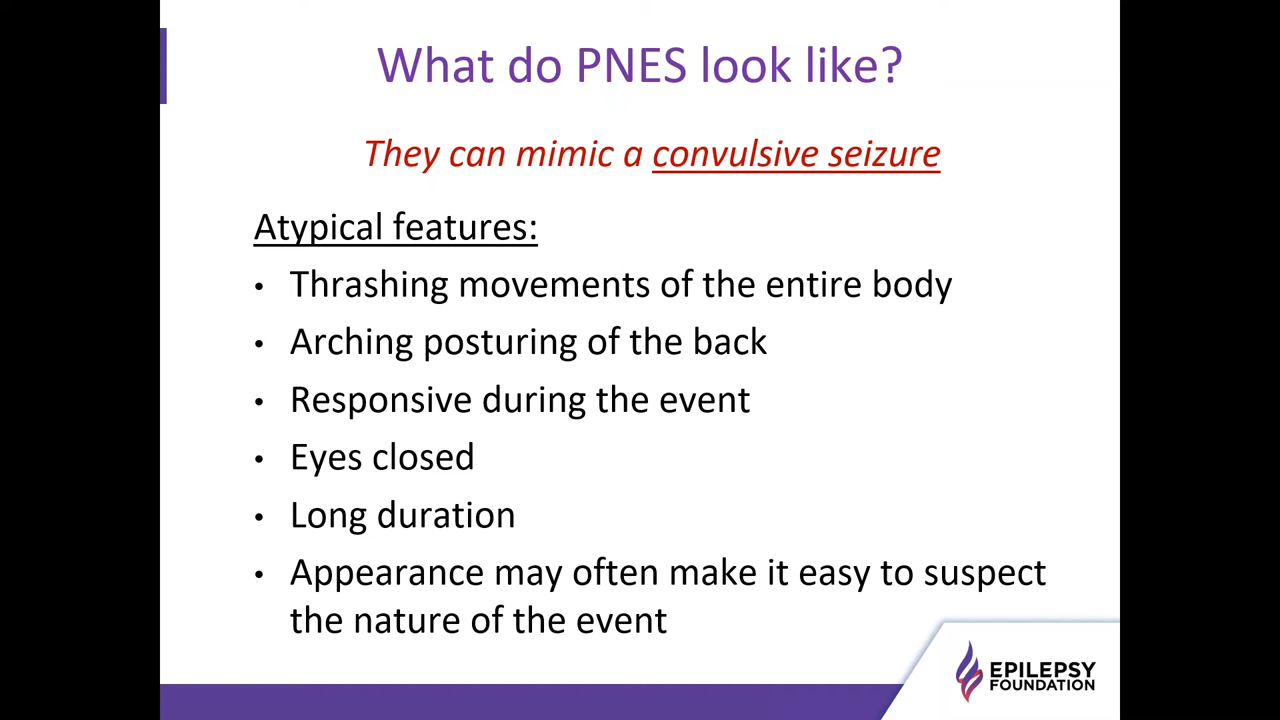 What do PNES look like?
They can mimic a convulsive seizure
Atypical features:
• Thrashing movements of the entire body
• Arching posturing of the back
• Responsive during the event
• Eyes closed
• Long duration
• Appearance may often make it easy to suspect
the nature of the event
EPILEPSY
FOUNDATION